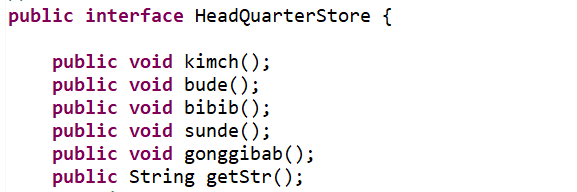 public interface HeadQuarterStore {
public void kimch();
public void bude();
public void bibib();
public void sunde();
public void gonggibab();
public String getStr();